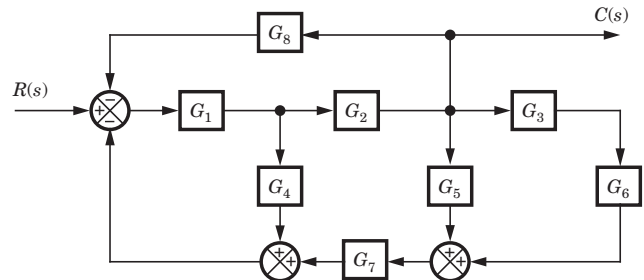 C(s)
G₈
R(s)
+ − −
G₁
G₂
G₃
G₄
G₅
G₆
+ +
G₇
+ +